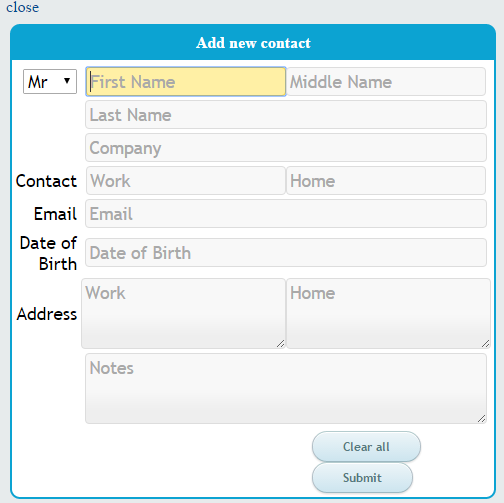 close
Add new contact
Mr First Name Middle Name
Last Name
Company
Contact Work Home
Email Email
Date of
Birth Date of Birth
Address Work Home
Notes
Clear all
Submit